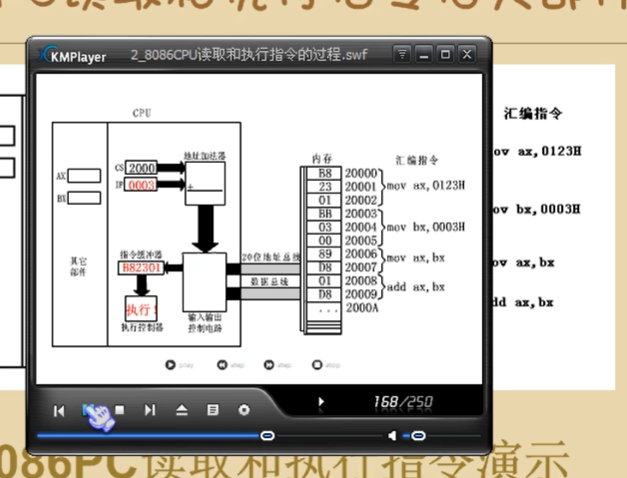 KMPlayer 2_8086CPU读取和执行指令的过程.swf
CPU
AX
BX
其它
部件
CS 2000
IP 0003
地址加法器
+
指令缓冲器
B82301
执行!
执行控制器
输入输出
控制电路
20位地址总线
数据总线
内存
汇编指令
B8 20000
23 20001 mov ax,0123H
01 20002
BB 20003
03 20004 mov bx,0003H
00 20005
89 20006 mov ax,bx
D8 20007
01 20008 add ax,bx
D8 20009
... 2000A
play
stop
168/250
汇编指令
ov ax,0123H
ov bx,0003H
ov ax,bx
dd ax,bx
086PC读取和执行指令演示